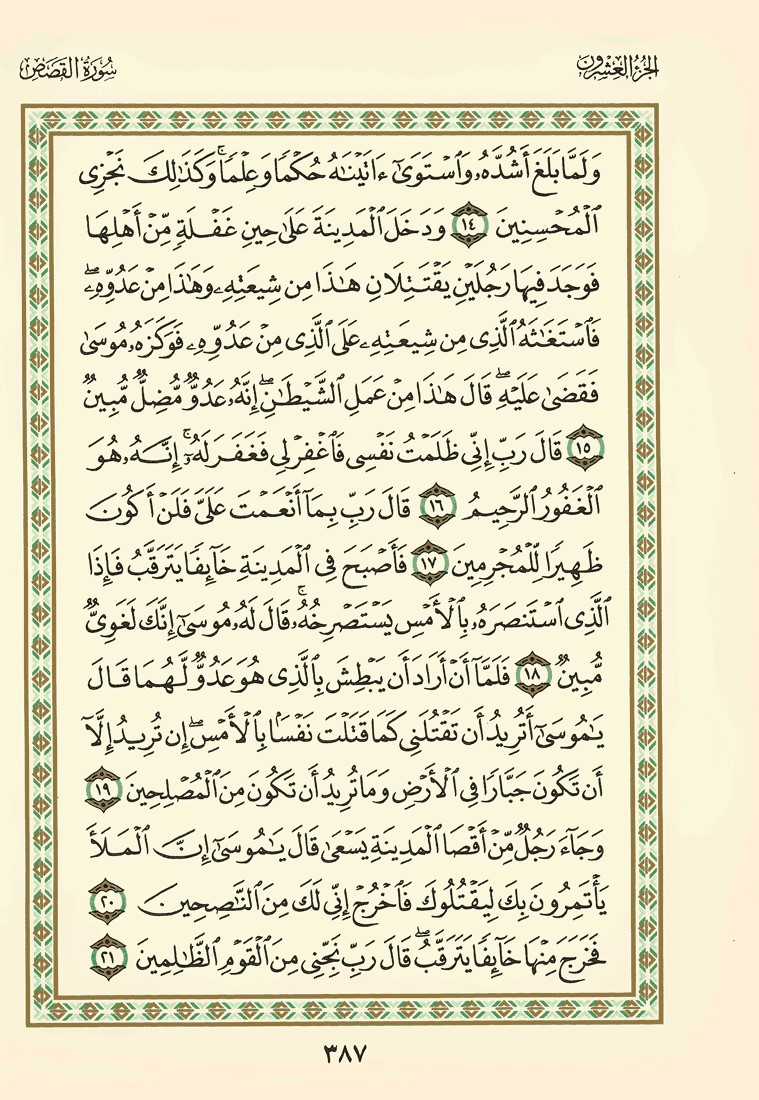 الجزء العشرون
سورة القصص
وَلَمَّا بَلَغَ أَشُدَّهُۥ وَٱسْتَوَىٰٓ ءَاتَيْنَٰهُ حُكْمًا وَعِلْمًاۚ وَكَذَٰلِكَ نَجْزِى
ٱلْمُحْسِنِينَ ١٤ وَدَخَلَ ٱلْمَدِينَةَ عَلَىٰ حِينِ غَفْلَةٍ مِّنْ أَهْلِهَا
فَوَجَدَ فِيهَا رَجُلَيْنِ يَقْتَتِلَانِ هَٰذَا مِن شِيعَتِهِۦ وَهَٰذَا مِنْ عَدُوِّهِۦۖ
فَٱسْتَغَٰثَهُ ٱلَّذِى مِن شِيعَتِهِۦ عَلَى ٱلَّذِى مِنْ عَدُوِّهِۦ فَوَكَزَهُۥ مُوسَىٰ
فَقَضَىٰ عَلَيْهِۖ قَالَ هَٰذَا مِنْ عَمَلِ ٱلشَّيْطَٰنِۖ إِنَّهُۥ عَدُوٌّ مُّضِلٌّ مُّبِينٌ
١٥ قَالَ رَبِّ إِنِّى ظَلَمْتُ نَفْسِى فَٱغْفِرْ لِى فَغَفَرَ لَهُۥٓۚ إِنَّهُۥ هُوَ
ٱلْغَفُورُ ٱلرَّحِيمُ ١٦ قَالَ رَبِّ بِمَآ أَنْعَمْتَ عَلَىَّ فَلَنْ أَكُونَ
ظَهِيرًا لِّلْمُجْرِمِينَ ١٧ فَأَصْبَحَ فِى ٱلْمَدِينَةِ خَآئِفًا يَتَرَقَّبُ فَإِذَا
ٱلَّذِى ٱسْتَنصَرَهُۥ بِٱلْأَمْسِ يَسْتَصْرِخُهُۥۚ قَالَ لَهُۥ مُوسَىٰٓ إِنَّكَ لَغَوِىٌّ
مُّبِينٌ ١٨ فَلَمَّآ أَنْ أَرَادَ أَن يَبْطِشَ بِٱلَّذِى هُوَ عَدُوٌّ لَّهُمَا قَالَ
يَٰمُوسَىٰٓ أَتُرِيدُ أَن تَقْتُلَنِى كَمَا قَتَلْتَ نَفْسًۢا بِٱلْأَمْسِۖ إِن تُرِيدُ إِلَّآ
أَن تَكُونَ جَبَّارًا فِى ٱلْأَرْضِ وَمَا تُرِيدُ أَن تَكُونَ مِنَ ٱلْمُصْلِحِينَ ١٩
وَجَآءَ رَجُلٌ مِّنْ أَقْصَا ٱلْمَدِينَةِ يَسْعَىٰ قَالَ يَٰمُوسَىٰٓ إِنَّ ٱلْمَلَأَ
يَأْتَمِرُونَ بِكَ لِيَقْتُلُوكَ فَٱخْرُجْ إِنِّى لَكَ مِنَ ٱلنَّٰصِحِينَ ٢٠
فَخَرَجَ مِنْهَا خَآئِفًا يَتَرَقَّبُۖ قَالَ رَبِّ نَجِّنِى مِنَ ٱلْقَوْمِ ٱلظَّٰلِمِينَ ٢١
٣٨٧